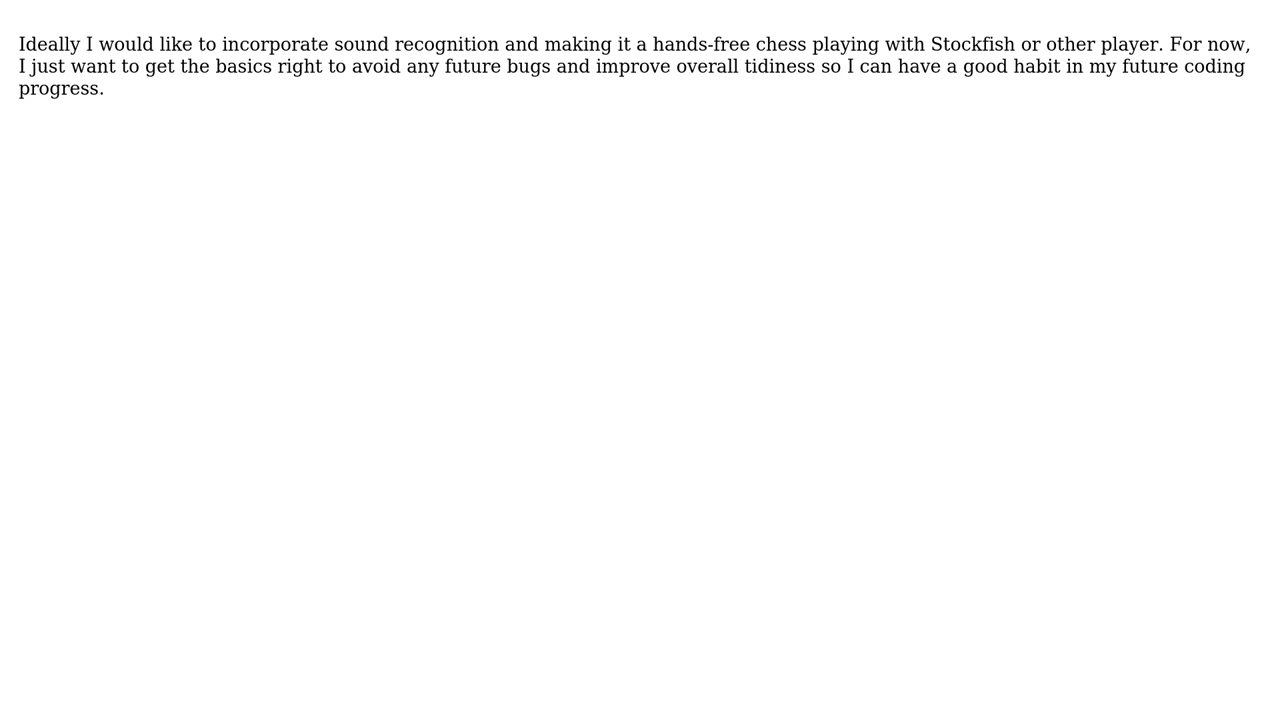 Ideally I would like to incorporate sound recognition and making it a hands-free chess playing with Stockfish or other player. For now,
I just want to get the basics right to avoid any future bugs and improve overall tidiness so I can have a good habit in my future coding
progress.